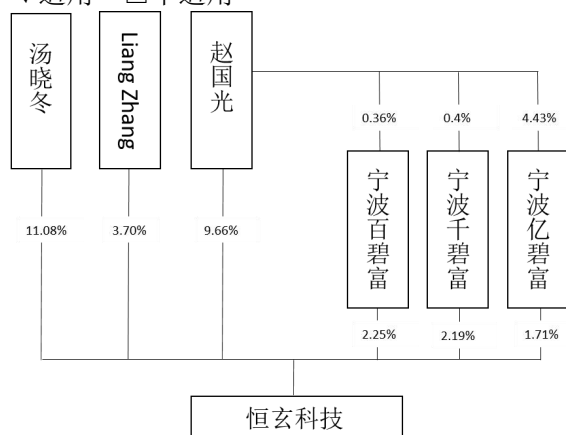 汤晓冬
Liang Zhang
赵国光
0.36%
0.4%
4.43%
宁波百碧富
宁波千碧富
宁波亿碧富
11.08%
3.70%
9.66%
2.25%
2.19%
1.71%
恒玄科技